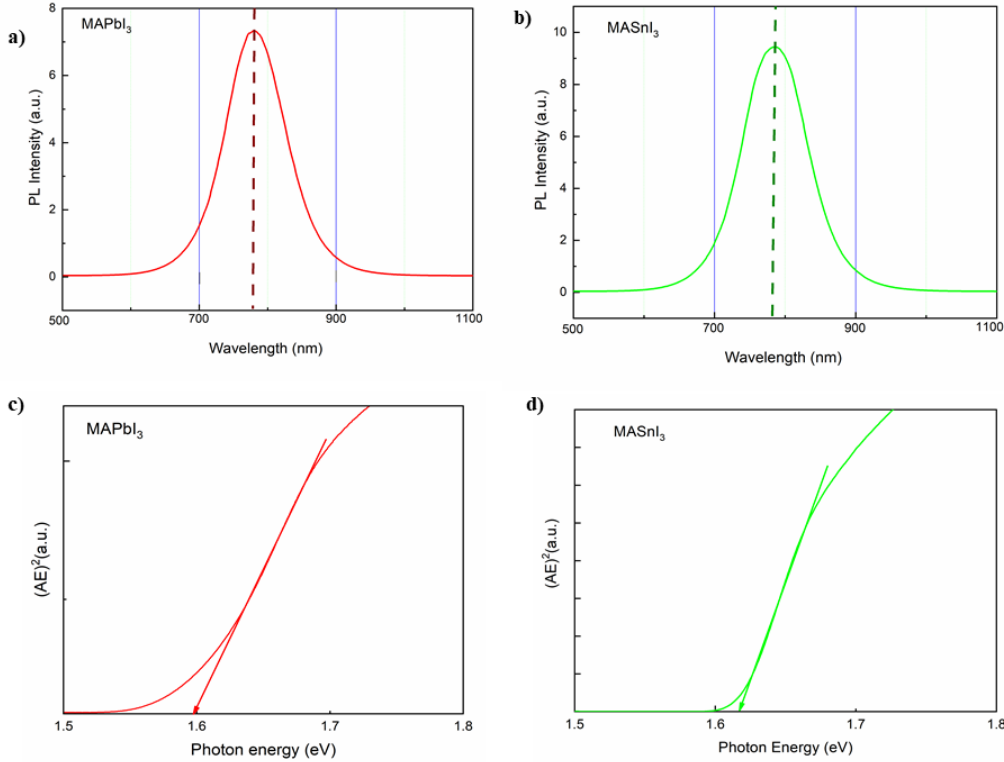 a)
MAPbI₃
PL Intensity (a.u.)
8
6
4
2
0
500
700
900
1100
Wavelength (nm)
b)
MASnI₃
PL Intensity (a.u.)
10
8
6
4
2
0
500
700
900
1100
Wavelength (nm)
c)
MAPbI₃
(AE)²(a.u.)
1.5
1.6
1.7
1.8
Photon energy (eV)
d)
MASnI₃
(AE)²(a.u.)
1.5
1.6
1.7
1.8
Photon Energy (eV)